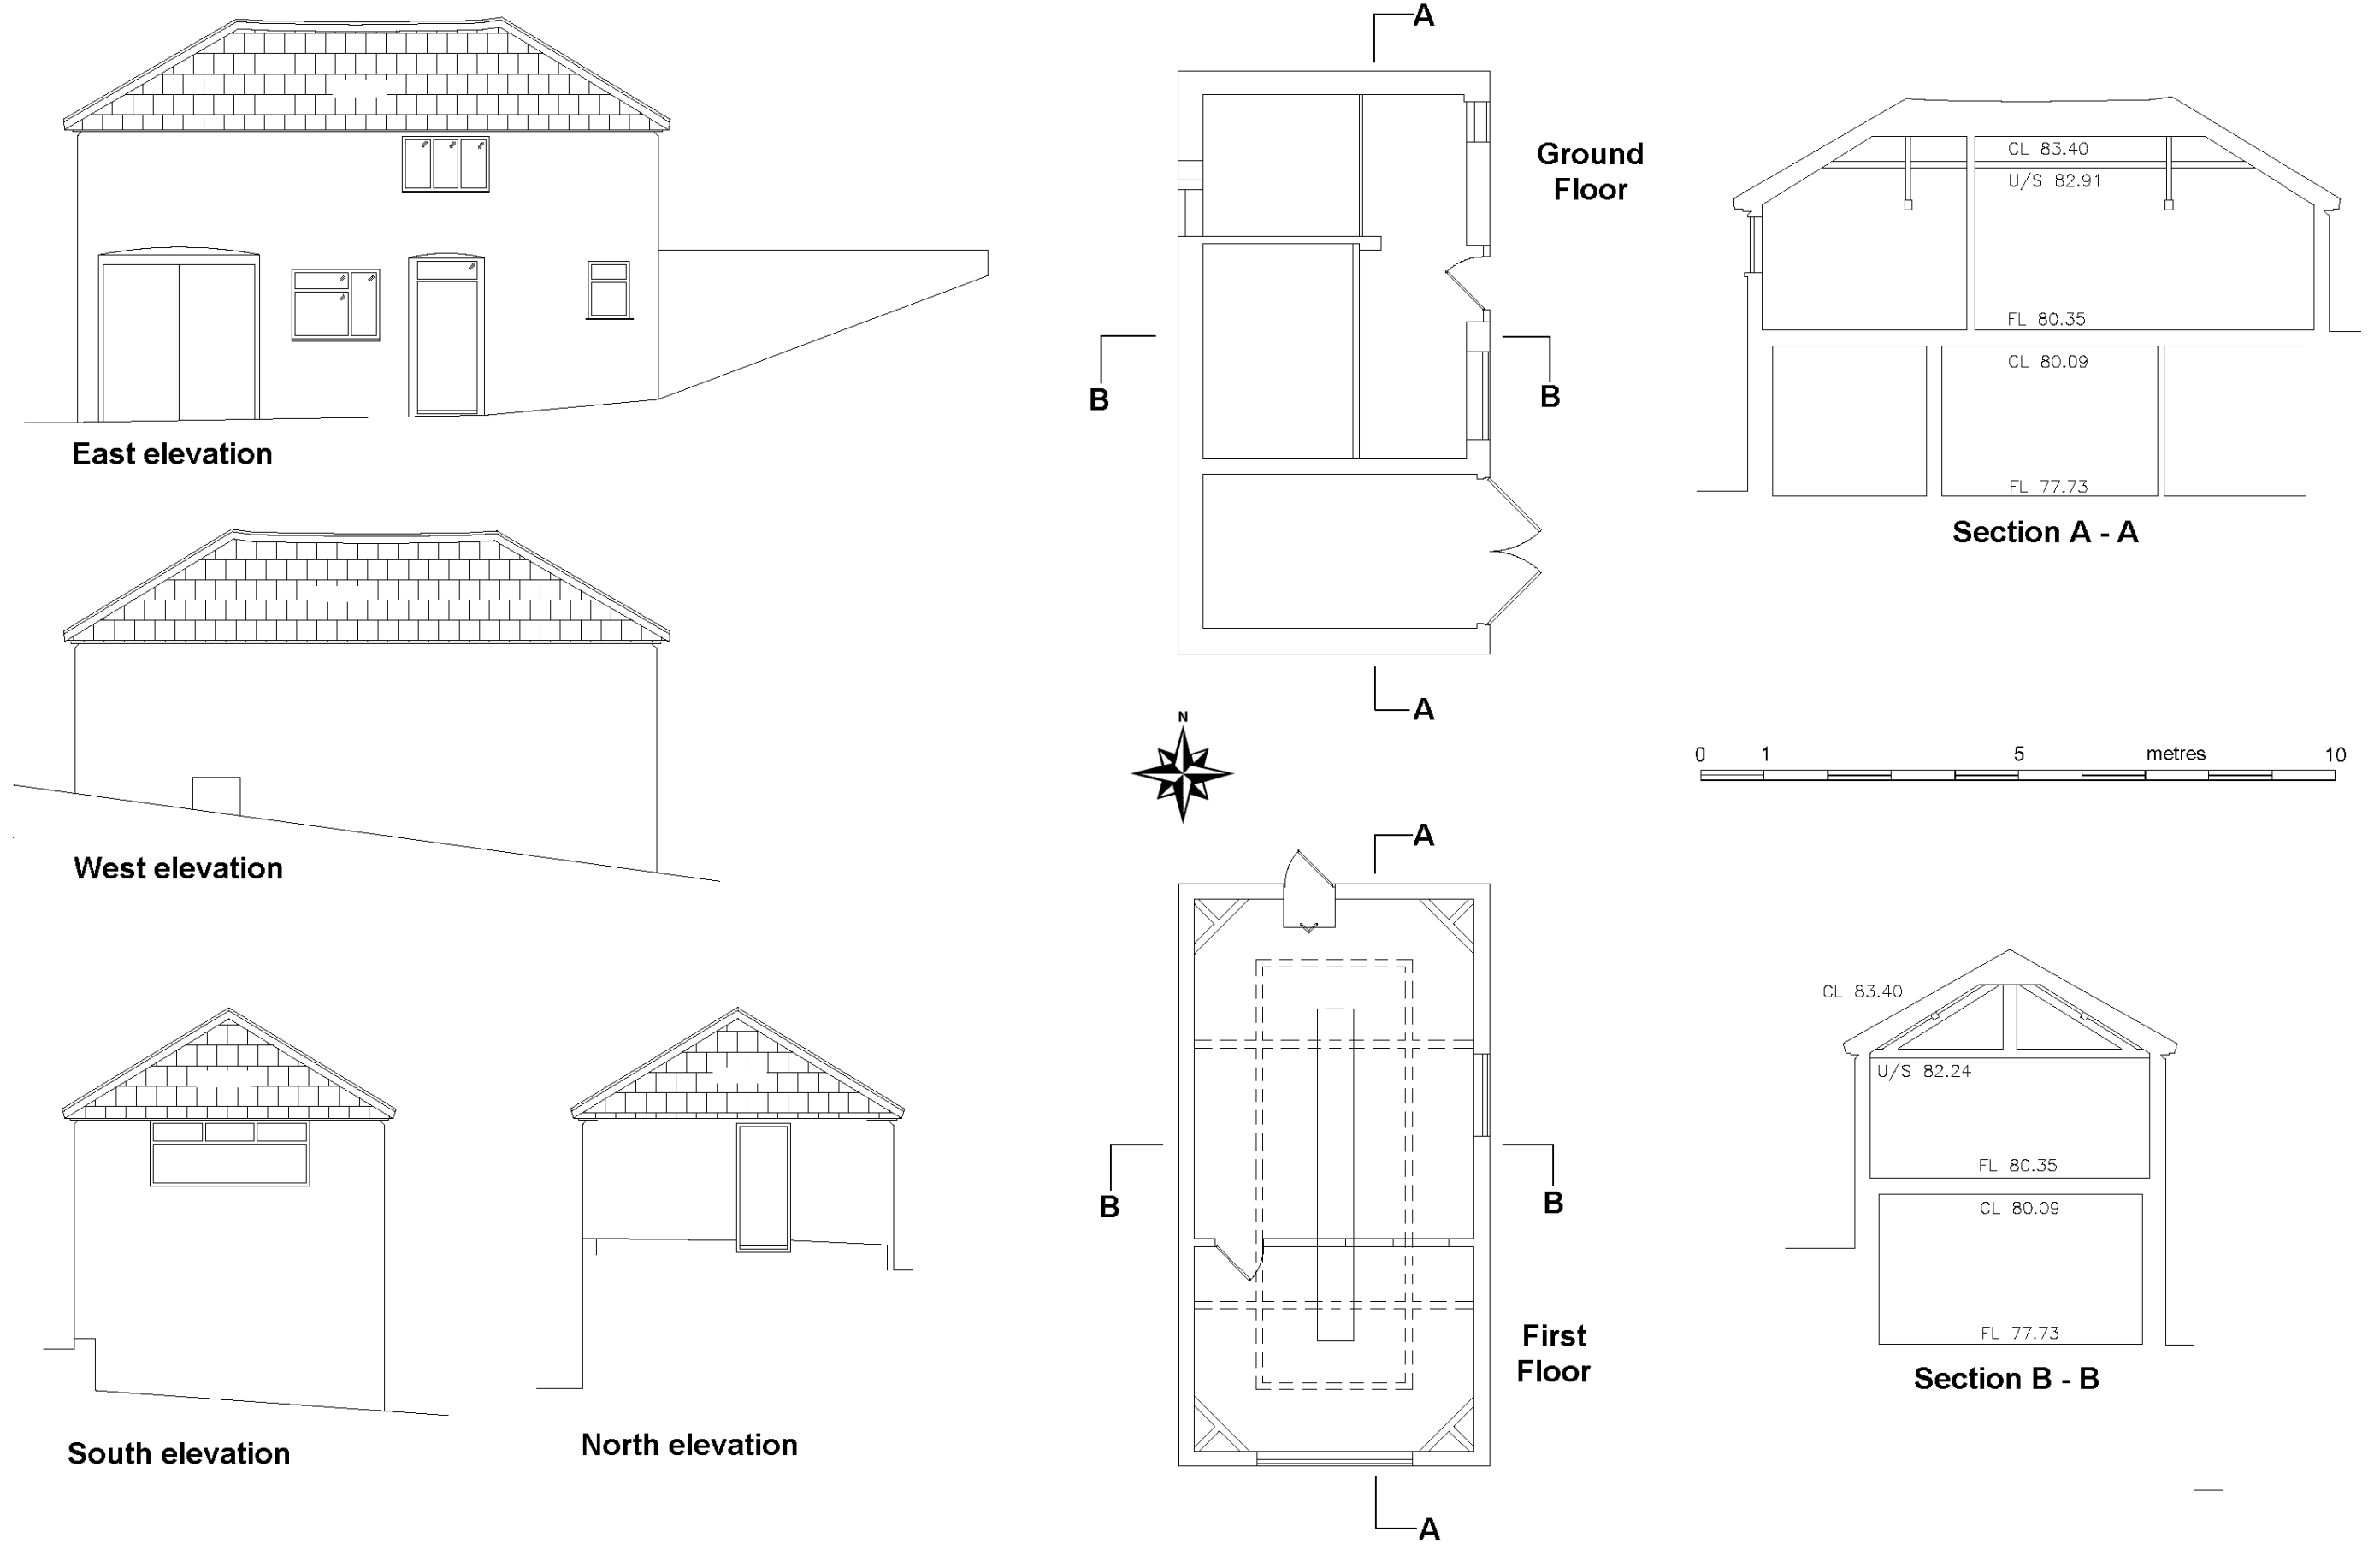 East elevation
West elevation
South elevation
North elevation
A
Ground
Floor
B
B
A
N
A
B
B
First
Floor
A
CL 83.40
U/S 82.91
FL 80.35
CL 80.09
FL 77.73
Section A - A
0 1 5 metres 10
CL 83.40
U/S 82.24
FL 80.35
CL 80.09
FL 77.73
Section B - B